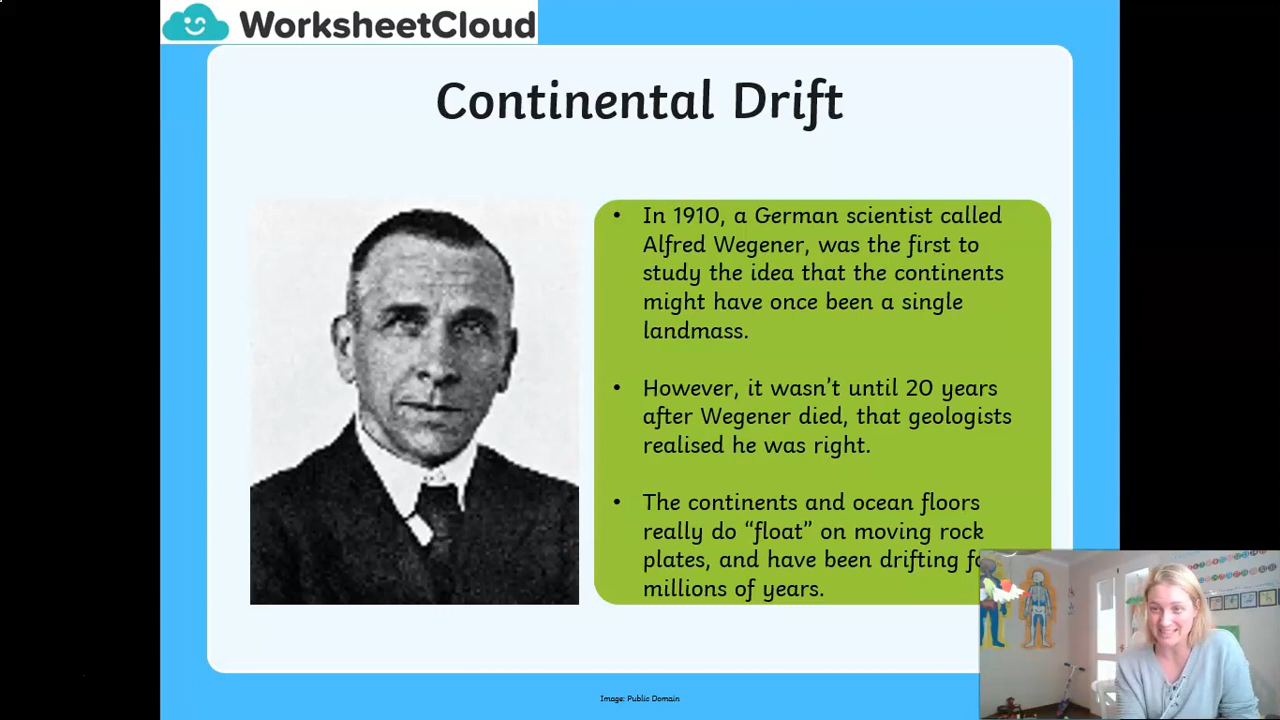 WorksheetCloud
Continental Drift
• In 1910, a German scientist called
Alfred Wegener, was the first to
study the idea that the continents
might have once been a single
landmass.
• However, it wasn't until 20 years
after Wegener died, that geologists
realised he was right.
• The continents and ocean floors
really do “float” on moving rock
plates, and have been drifting
millions of years.
Image: Public Domain